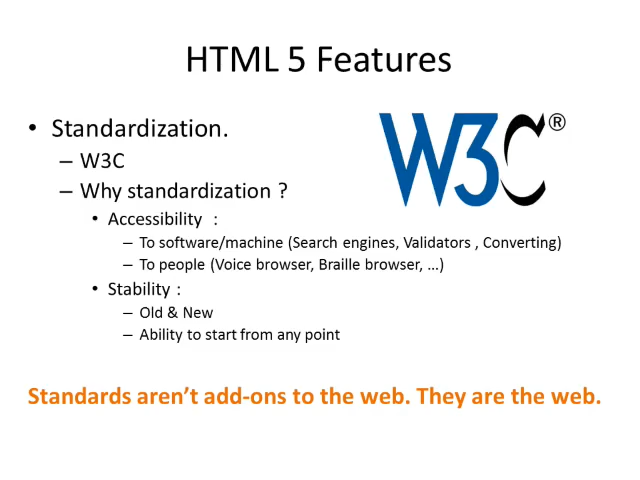 HTML 5 Features
• Standardization.
W3C®
– W3C
– Why standardization ?
• Accessibility :
– To software/machine (Search engines, Validators , Converting)
– To people (Voice browser, Braille browser, ...)
• Stability :
– Old & New
– Ability to start from any point
Standards aren’t add-ons to the web. They are the web.